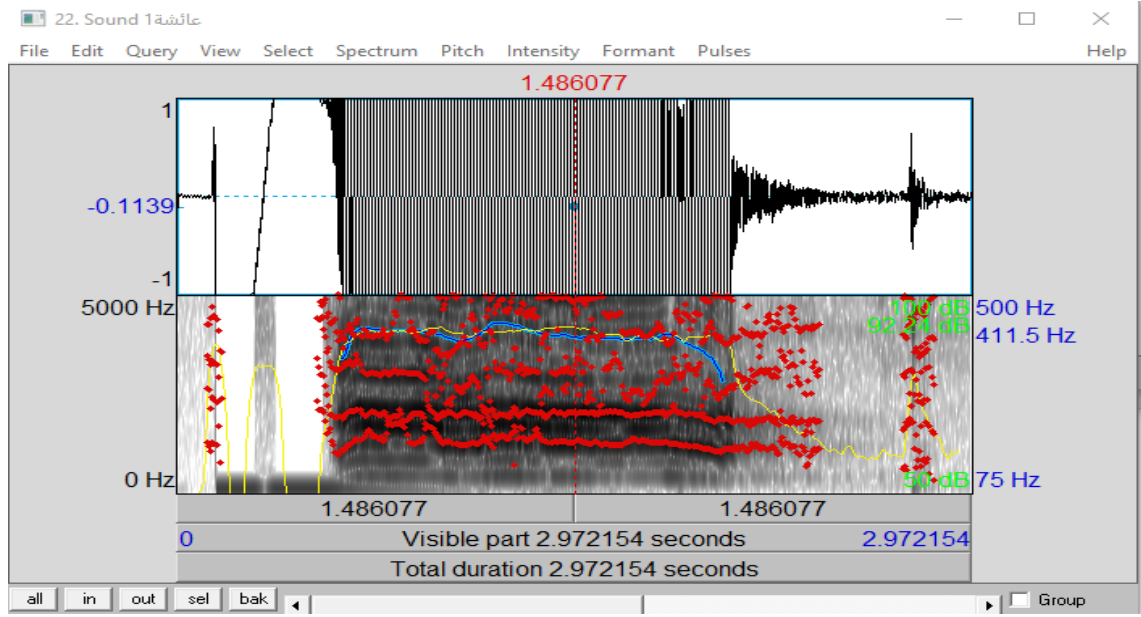 22. Sound 1عائشة
File Edit Query View Select Spectrum Pitch Intensity Formant Pulses Help
1.486077
1
-0.1139
-1
5000 Hz 100 dB 500 Hz
92.24 dB 411.5 Hz
0 Hz 50 dB 75 Hz
1.486077 1.486077
0 Visible part 2.972154 seconds 2.972154
Total duration 2.972154 seconds
all in out sel bak Group